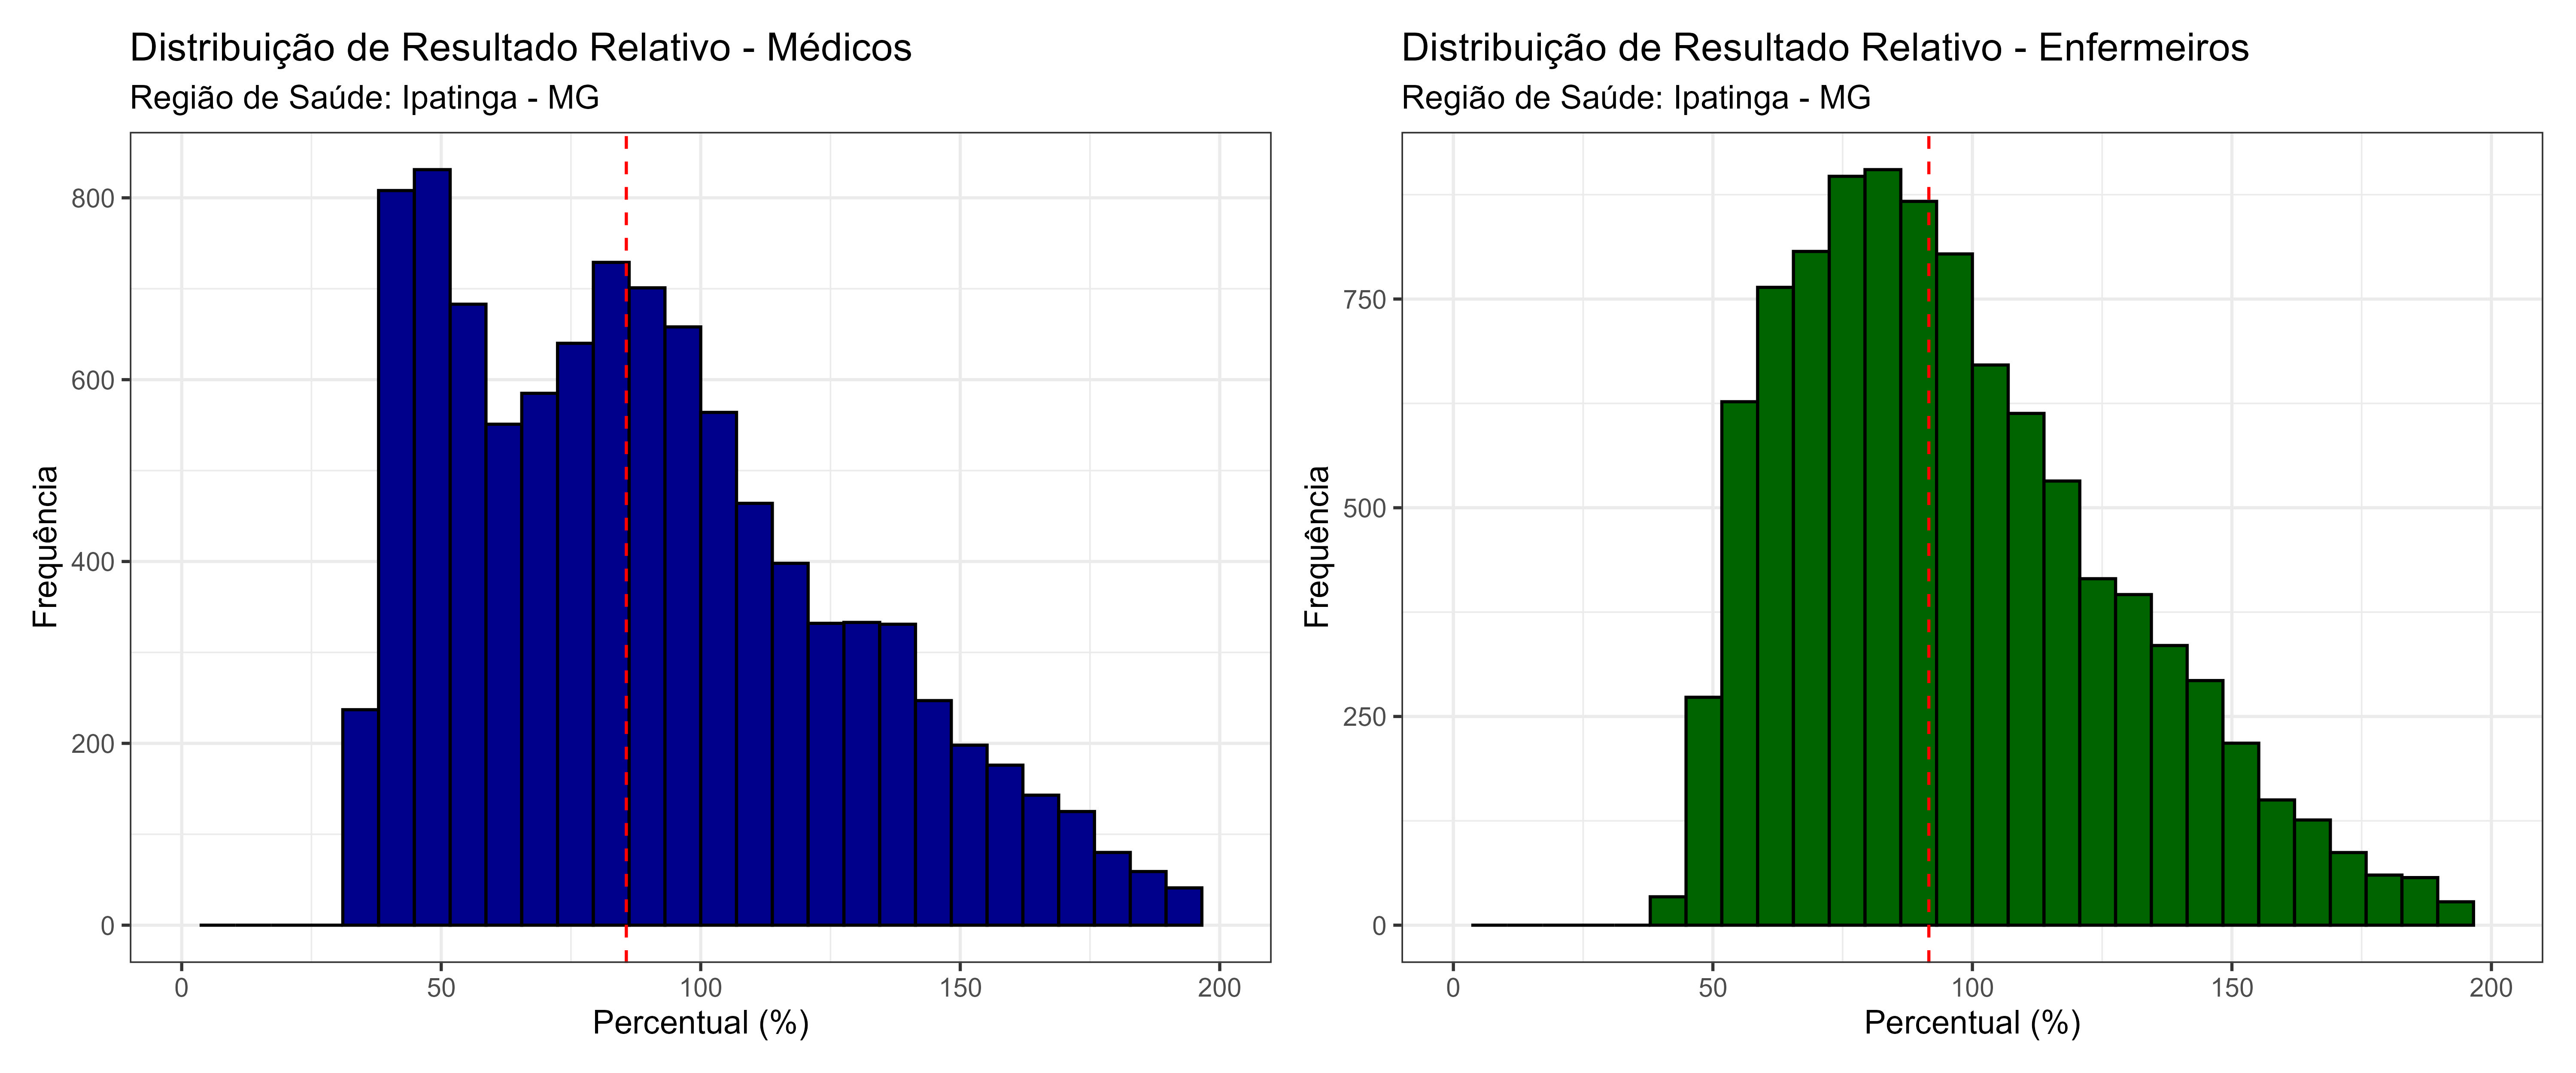 Distribuição de Resultado Relativo - Médicos
Região de Saúde: Ipatinga - MG
Frequência
800
600
400
200
0
0 50 100 150 200
Percentual (%)
Distribuição de Resultado Relativo - Enfermeiros
Região de Saúde: Ipatinga - MG
Frequência
750
500
250
0
0 50 100 150 200
Percentual (%)